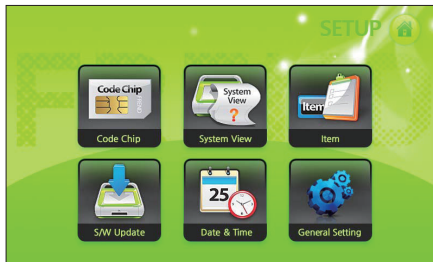 SETUP
Code Chip
Code Chip
System
View
?
System View
Item
Item
S/W Update
25
Date & Time
General Setting